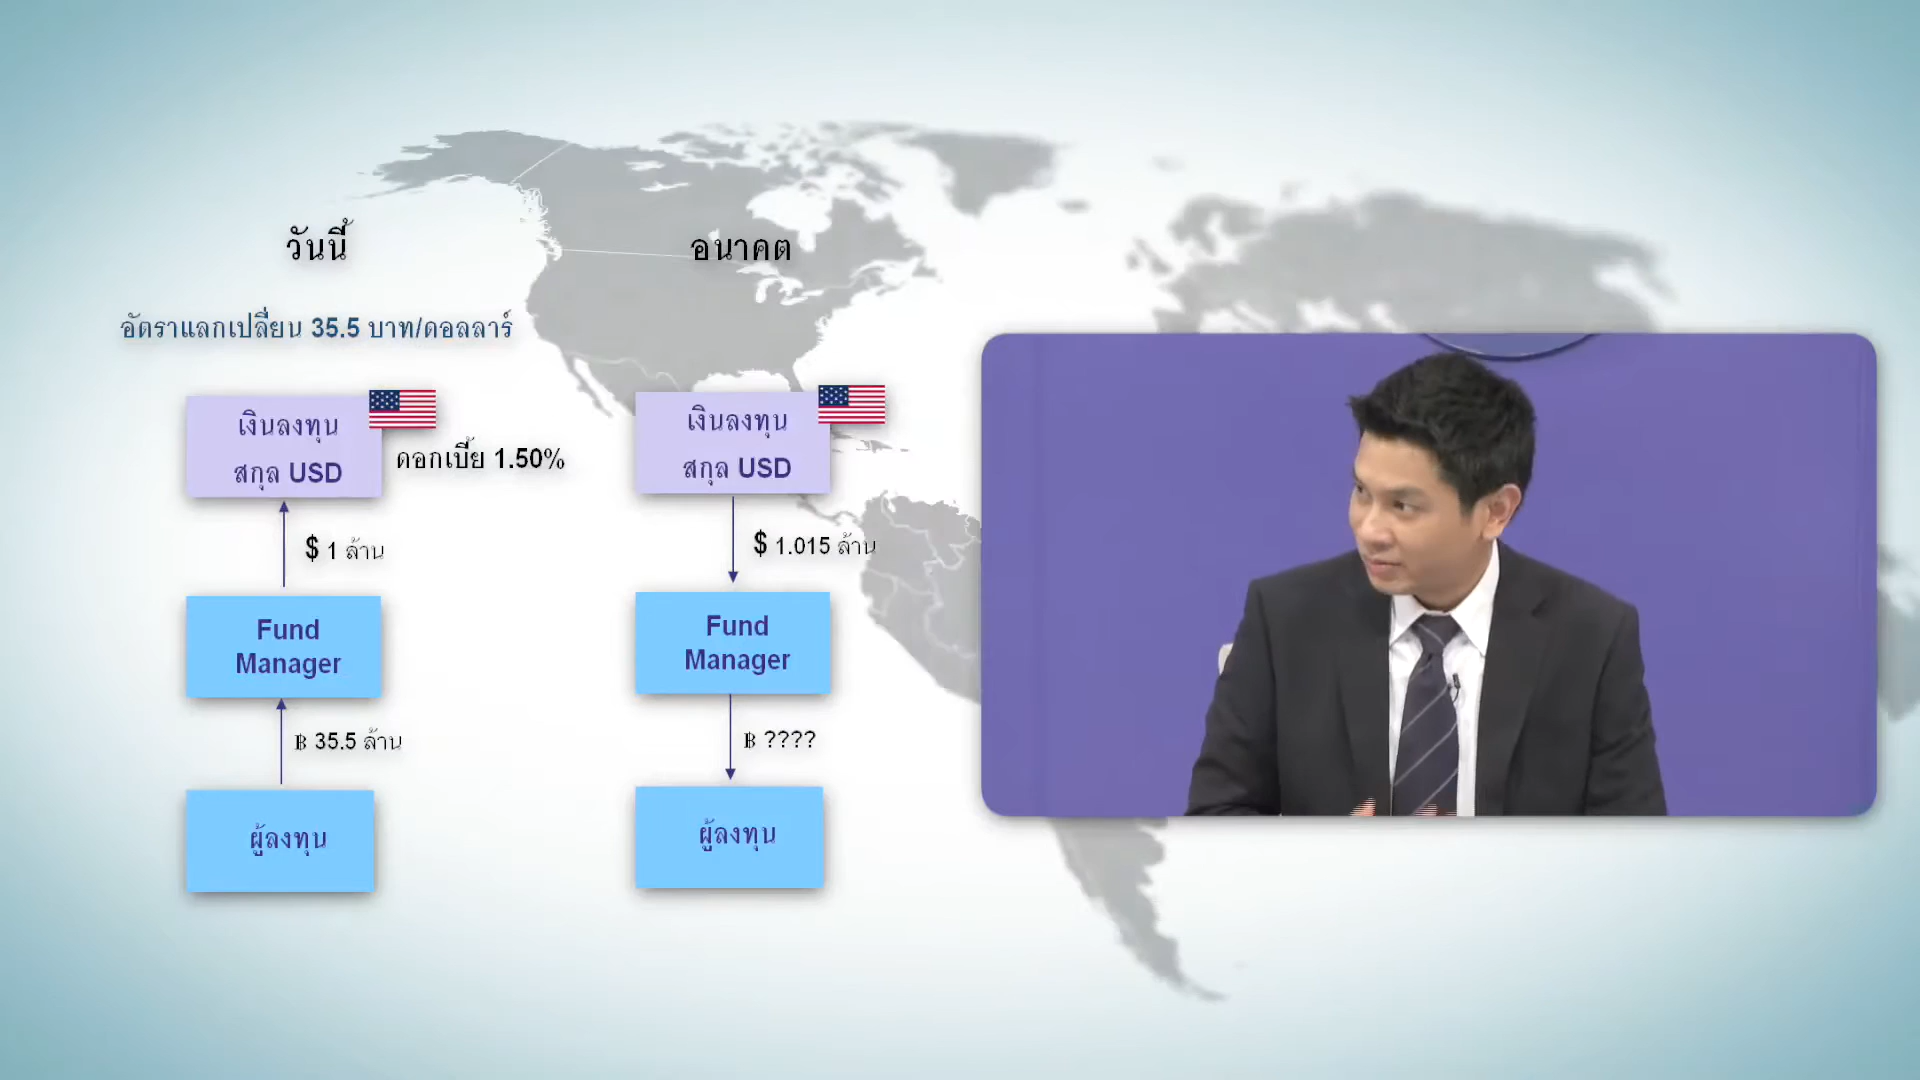 วันนี้
อัตราแลกเปลี่ยน 35.5 บาท/ดอลลาร์
เงินลงทุน
สกุล USD
ดอกเบี้ย 1.50%
$ 1 ล้าน
Fund
Manager
฿ 35.5 ล้าน
ผู้ลงทุน
อนาคต
เงินลงทุน
สกุล USD
$ 1.015 ล้าน
Fund
Manager
฿ ????
ผู้ลงทุน